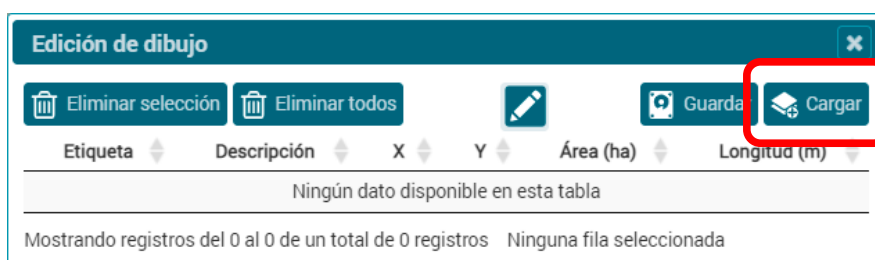 Edición de dibujo
Eliminar selección Eliminar todos Guardar Cargar
Etiqueta Descripción X Y Área (ha) Longitud (m)
Ningún dato disponible en esta tabla
Mostrando registros del 0 al 0 de un total de 0 registros Ninguna fila seleccionada